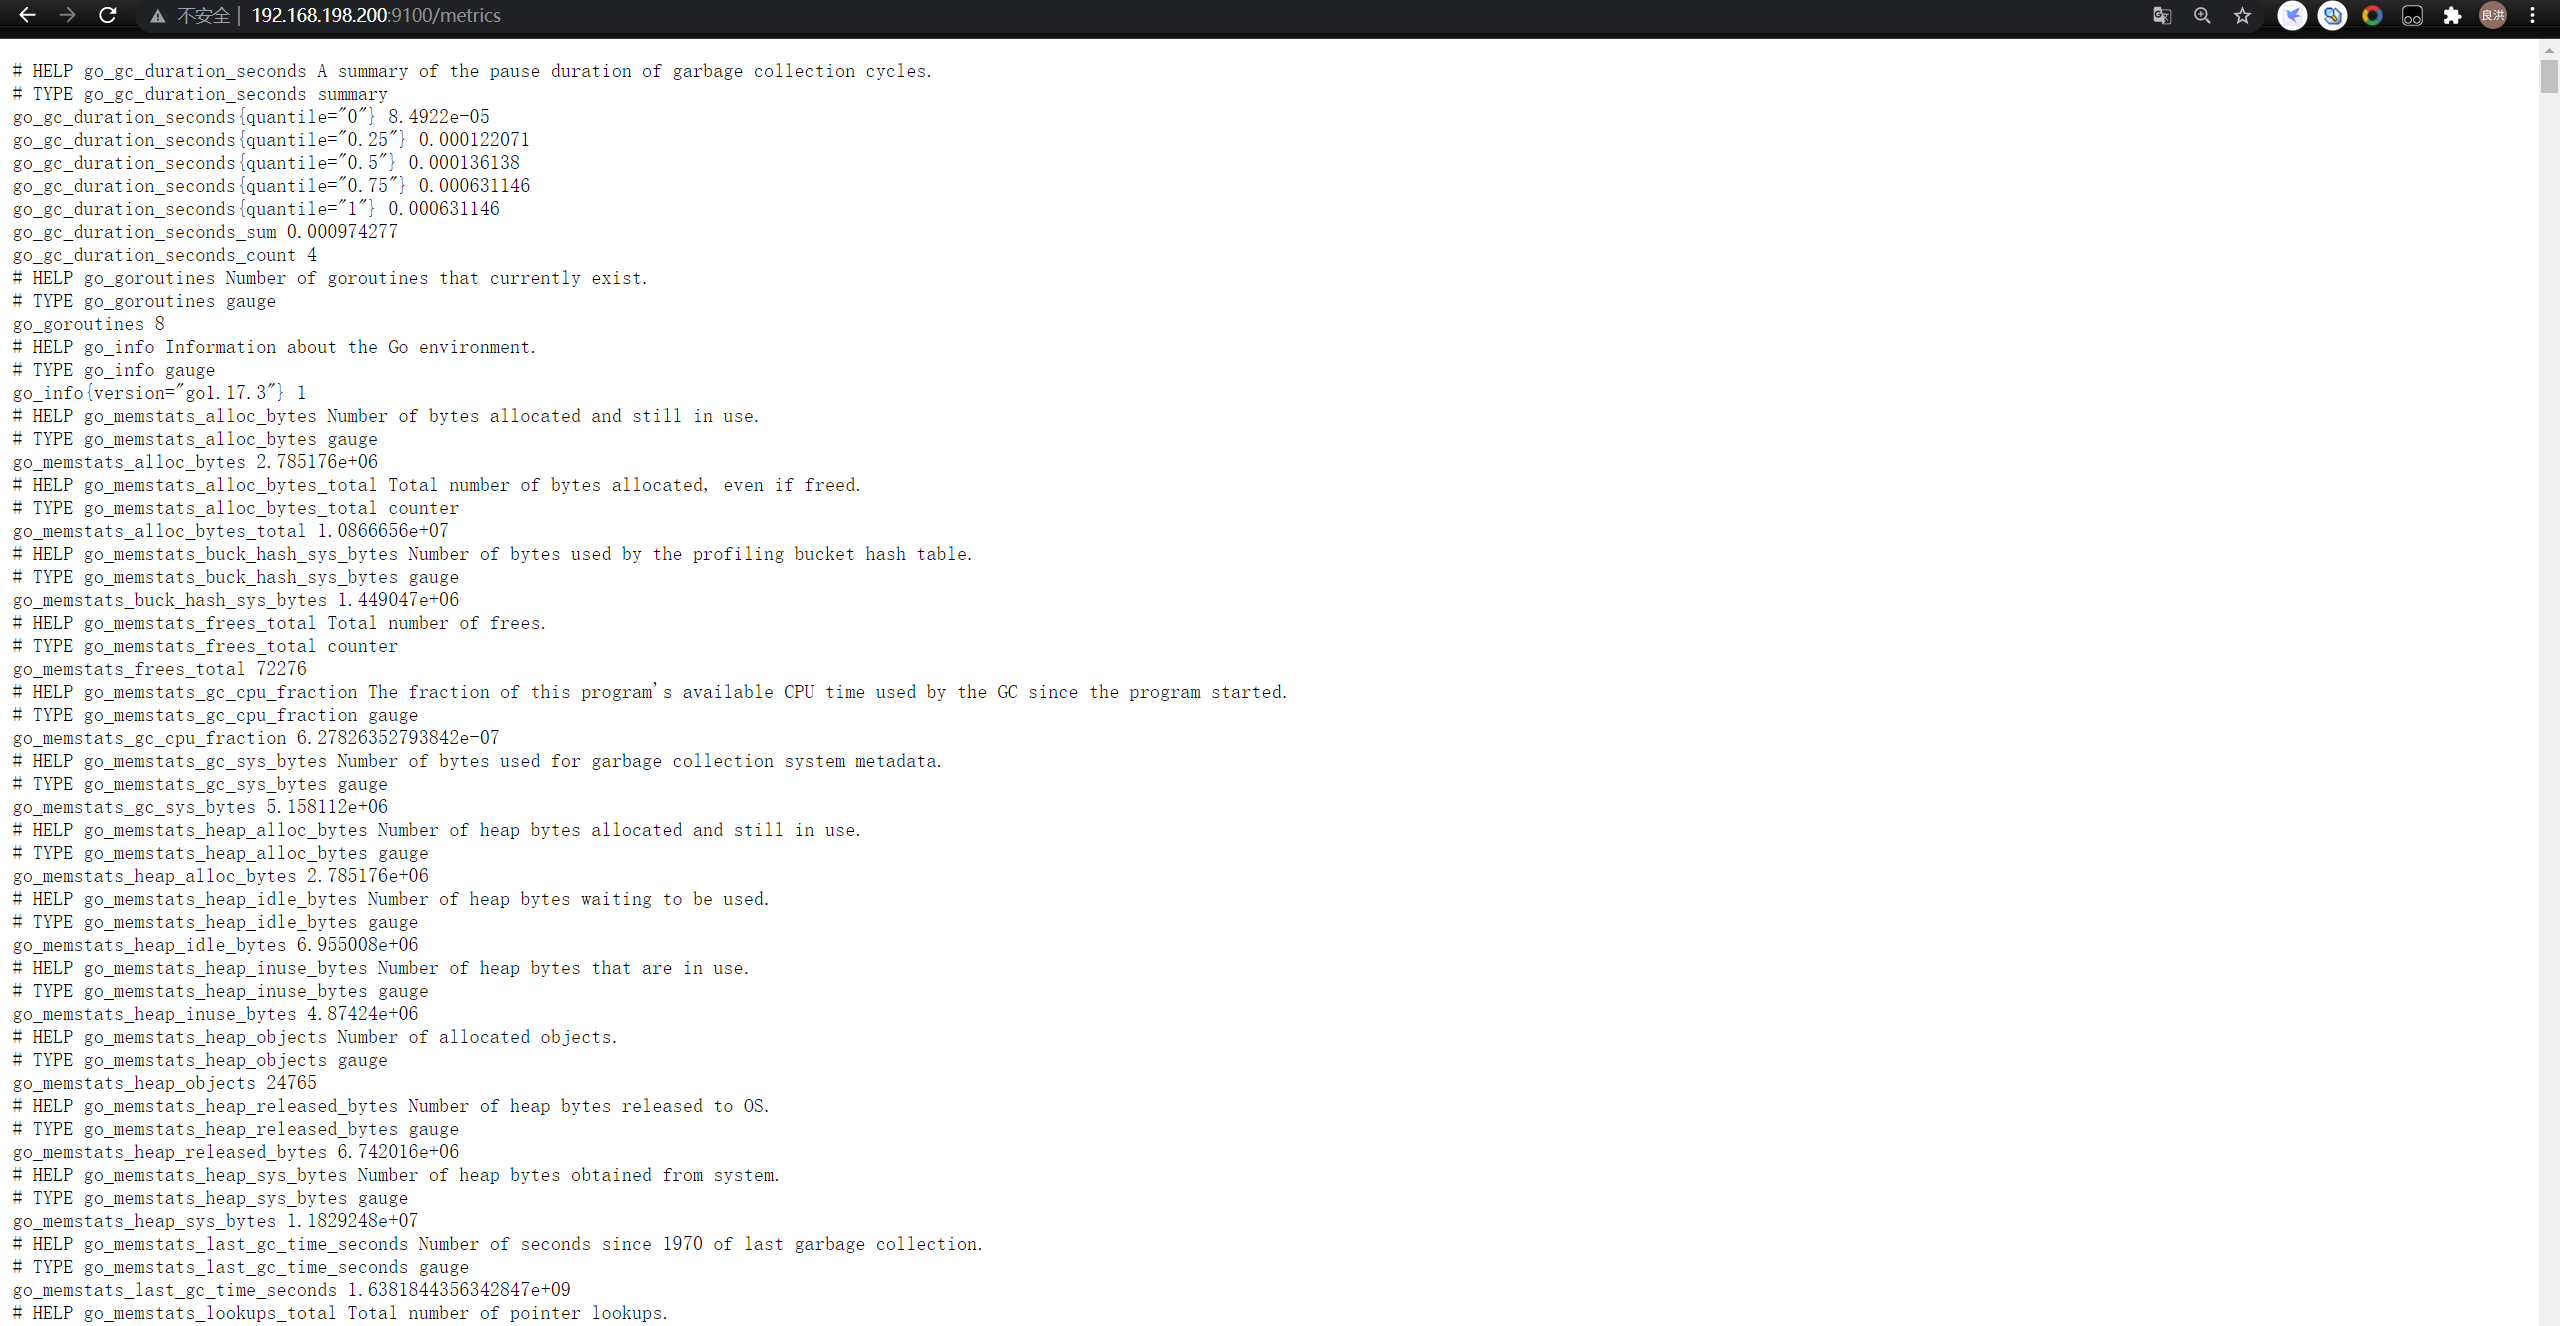 不安全 | 192.168.198.200:9100/metrics
良洪
# HELP go_gc_duration_seconds A summary of the pause duration of garbage collection cycles.
# TYPE go_gc_duration_seconds summary
go_gc_duration_seconds{quantile="0"} 8.4922e-05
go_gc_duration_seconds{quantile="0.25"} 0.000122071
go_gc_duration_seconds{quantile="0.5"} 0.000136138
go_gc_duration_seconds{quantile="0.75"} 0.000631146
go_gc_duration_seconds{quantile="1"} 0.000631146
go_gc_duration_seconds_sum 0.000974277
go_gc_duration_seconds_count 4
# HELP go_goroutines Number of goroutines that currently exist.
# TYPE go_goroutines gauge
go_goroutines 8
# HELP go_info Information about the Go environment.
# TYPE go_info gauge
go_info{version="go1.17.3"} 1
# HELP go_memstats_alloc_bytes Number of bytes allocated and still in use.
# TYPE go_memstats_alloc_bytes gauge
go_memstats_alloc_bytes 2.785176e+06
# HELP go_memstats_alloc_bytes_total Total number of bytes allocated, even if freed.
# TYPE go_memstats_alloc_bytes_total counter
go_memstats_alloc_bytes_total 1.0866656e+07
# HELP go_memstats_buck_hash_sys_bytes Number of bytes used by the profiling bucket hash table.
# TYPE go_memstats_buck_hash_sys_bytes gauge
go_memstats_buck_hash_sys_bytes 1.449047e+06
# HELP go_memstats_frees_total Total number of frees.
# TYPE go_memstats_frees_total counter
go_memstats_frees_total 72276
# HELP go_memstats_gc_cpu_fraction The fraction of this program's available CPU time used by the GC since the program started.
# TYPE go_memstats_gc_cpu_fraction gauge
go_memstats_gc_cpu_fraction 6.27826352793842e-07
# HELP go_memstats_gc_sys_bytes Number of bytes used for garbage collection system metadata.
# TYPE go_memstats_gc_sys_bytes gauge
go_memstats_gc_sys_bytes 5.158112e+06
# HELP go_memstats_heap_alloc_bytes Number of heap bytes allocated and still in use.
# TYPE go_memstats_heap_alloc_bytes gauge
go_memstats_heap_alloc_bytes 2.785176e+06
# HELP go_memstats_heap_idle_bytes Number of heap bytes waiting to be used.
# TYPE go_memstats_heap_idle_bytes gauge
go_memstats_heap_idle_bytes 6.955008e+06
# HELP go_memstats_heap_inuse_bytes Number of heap bytes that are in use.
# TYPE go_memstats_heap_inuse_bytes gauge
go_memstats_heap_inuse_bytes 4.87424e+06
# HELP go_memstats_heap_objects Number of allocated objects.
# TYPE go_memstats_heap_objects gauge
go_memstats_heap_objects 24765
# HELP go_memstats_heap_released_bytes Number of heap bytes released to OS.
# TYPE go_memstats_heap_released_bytes gauge
go_memstats_heap_released_bytes 6.742016e+06
# HELP go_memstats_heap_sys_bytes Number of heap bytes obtained from system.
# TYPE go_memstats_heap_sys_bytes gauge
go_memstats_heap_sys_bytes 1.1829248e+07
# HELP go_memstats_last_gc_time_seconds Number of seconds since 1970 of last garbage collection.
# TYPE go_memstats_last_gc_time_seconds gauge
go_memstats_last_gc_time_seconds 1.6381844356342847e+09
# HELP go_memstats_lookups_total Total number of pointer lookups.